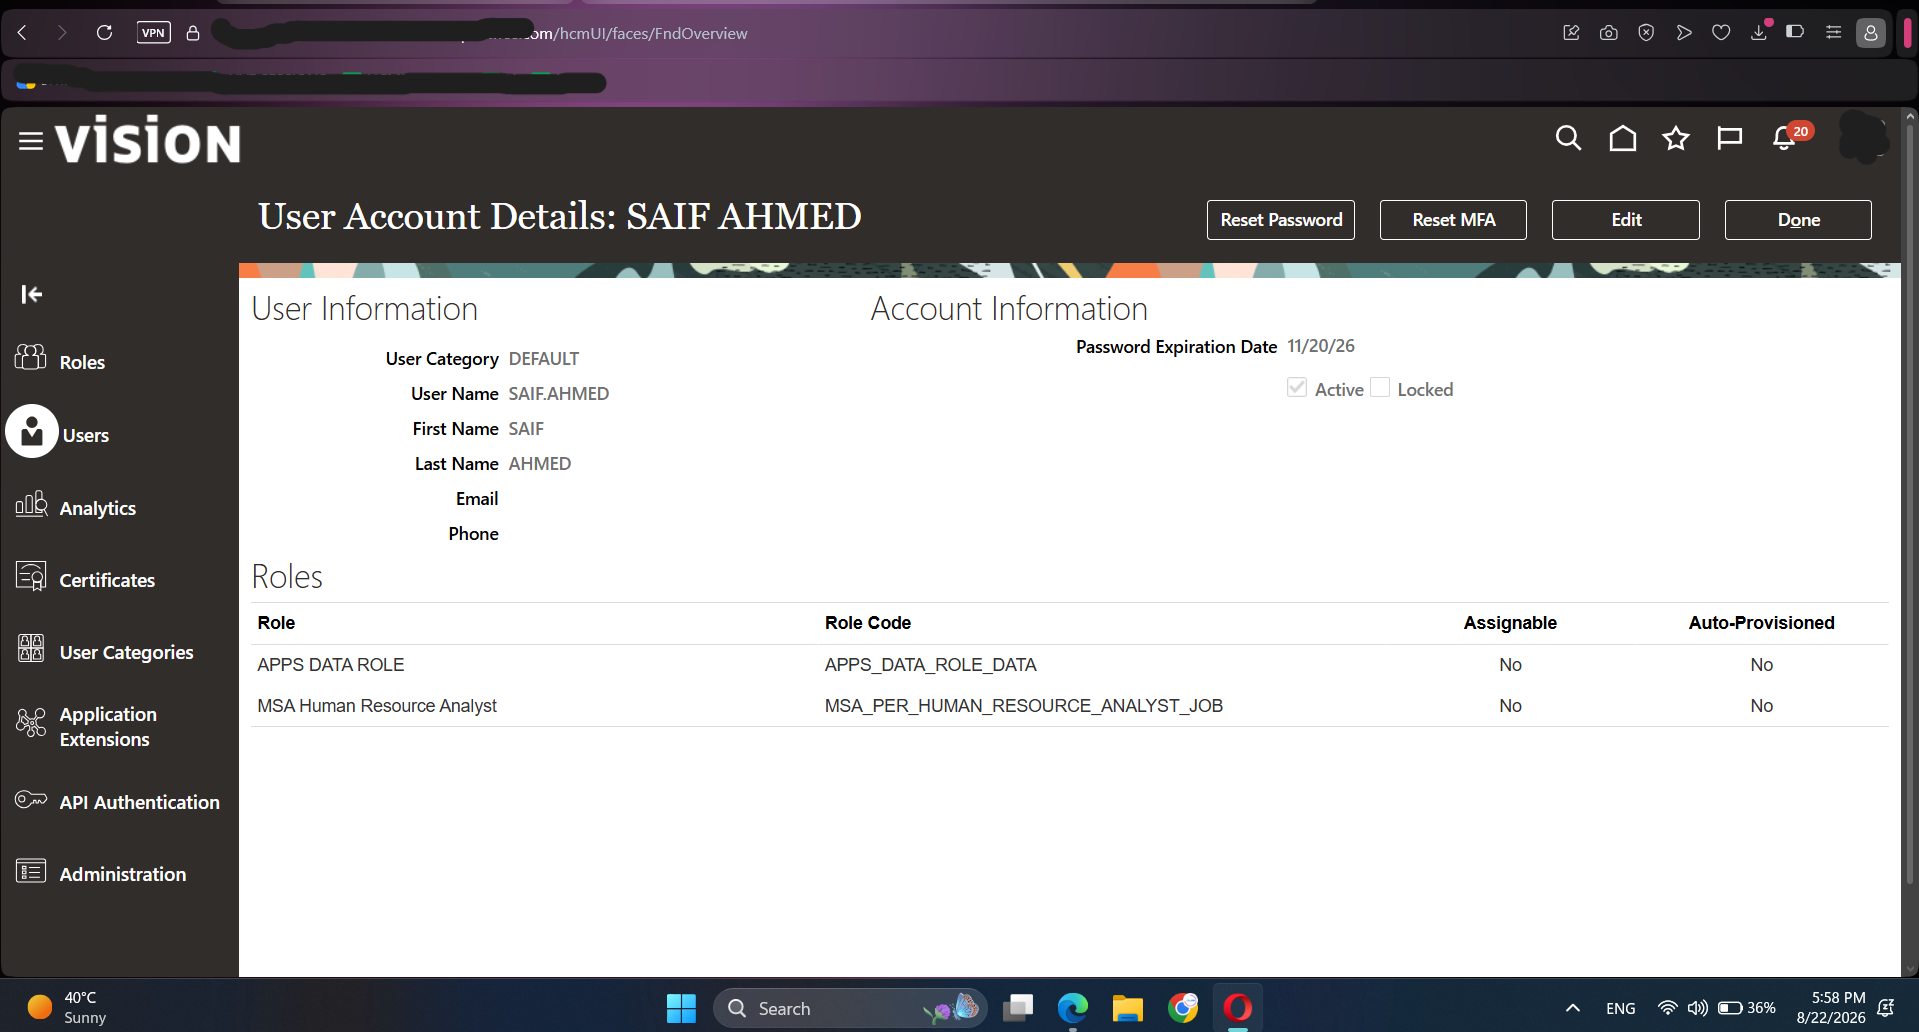 VPN
om/hcmUI/faces/FndOverview
vision
20
User Account Details: SAIF AHMED
Reset Password
Reset MFA
Edit
Done
User Information
Account Information
User Category DEFAULT
Password Expiration Date 11/20/26
User Name SAIF.AHMED
Active
Locked
First Name SAIF
Last Name AHMED
Email
Phone
Roles
Users
Analytics
Certificates
User Categories
Application
Extensions
API Authentication
Administration
Roles
Role Role Code Assignable Auto-Provisioned
APPS DATA ROLE APPS_DATA_ROLE_DATA No No
MSA Human Resource Analyst MSA_PER_HUMAN_RESOURCE_ANALYST_JOB No No
40°C
Sunny
Search
ENG
36%
5:58 PM
8/22/2026